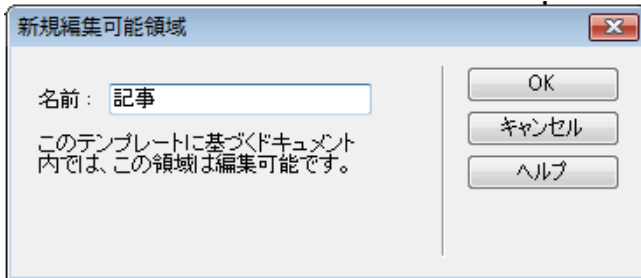 新規編集可能領域
名前: 記事
このテンプレートに基づくドキュメント
内では、この領域は編集可能です。
OK
キャンセル
ヘルプ